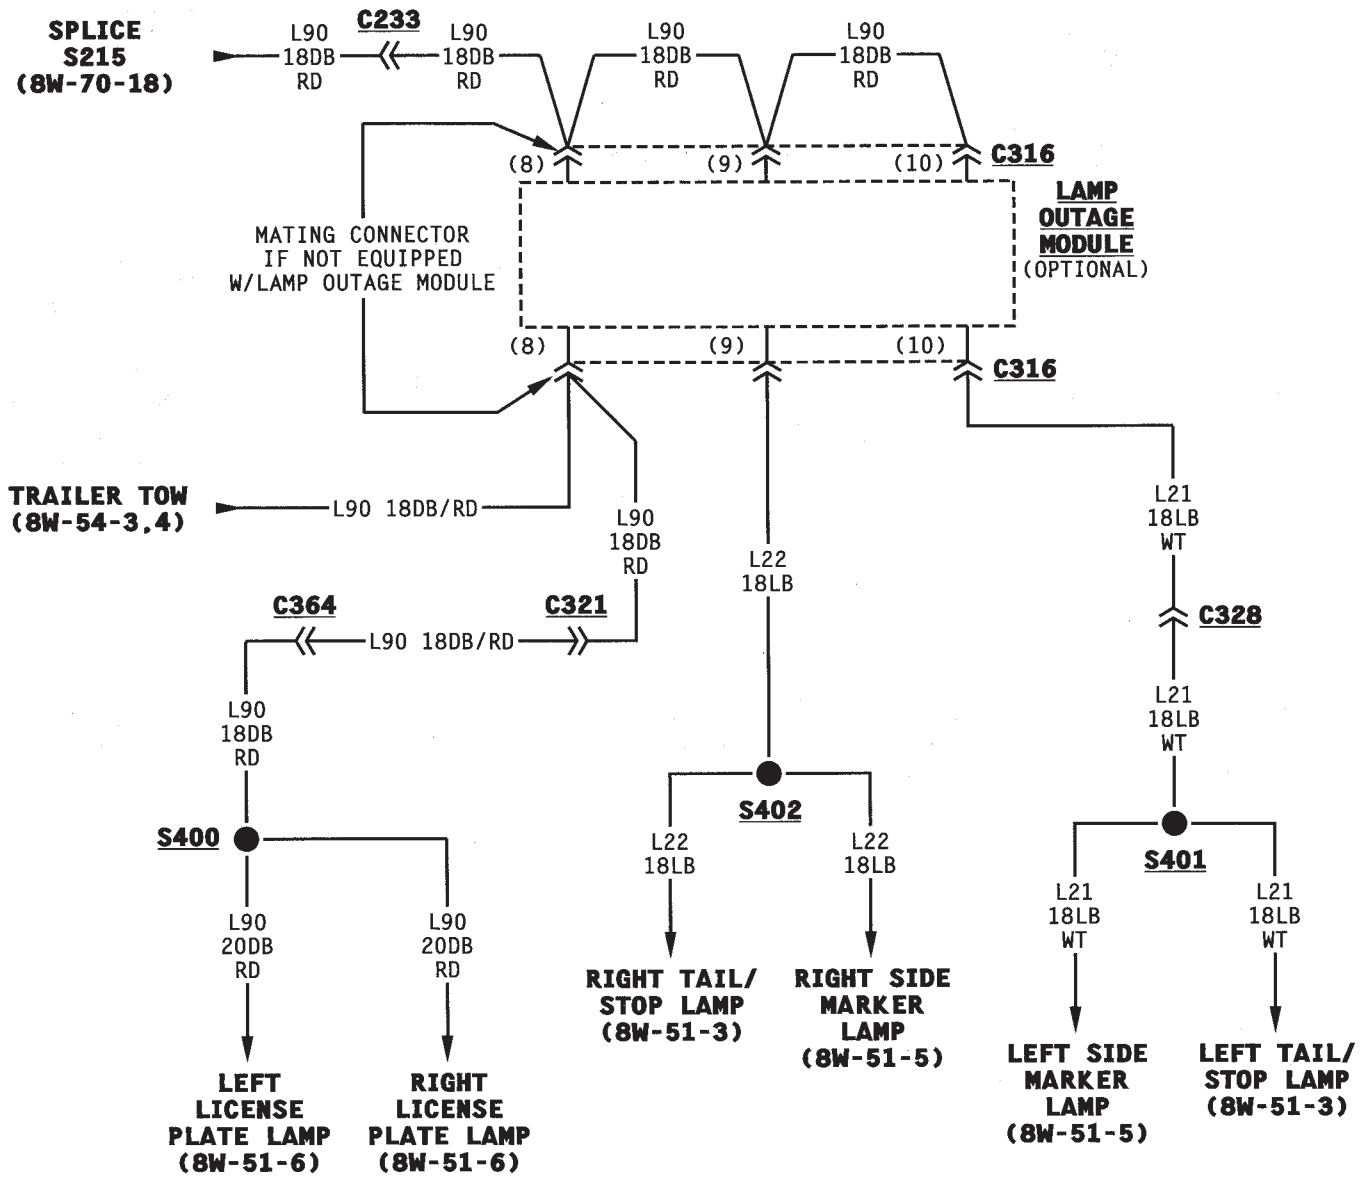 SPLICE
S215
(8W-70-18)
L90
18DB
RD
C233
L90
18DB
RD
L90
18DB
RD
L90
18DB
RD
(8)
(9)
(10)
C316
LAMP
OUTAGE
MODULE
(OPTIONAL)
MATING CONNECTOR
IF NOT EQUIPPED
W/LAMP OUTAGE MODULE
(8)
(9)
(10)
C316
TRAILER TOW
(8W-54-3,4)
L90 18DB/RD
L90
18DB
RD
L22
18LB
L21
18LB
WT
C364
L90 18DB/RD
C321
C328
L90
18DB
RD
L21
18LB
WT
S400
S402
S401
L22
18LB
L22
18LB
L90
20DB
RD
L90
20DB
RD
L21
18LB
WT
L21
18LB
WT
RIGHT TAIL/
STOP LAMP
(8W-51-3)
RIGHT SIDE
MARKER
LAMP
(8W-51-5)
LEFT SIDE
MARKER
LAMP
(8W-51-5)
LEFT TAIL/
STOP LAMP
(8W-51-3)
LEFT
LICENSE
PLATE LAMP
(8W-51-6)
RIGHT
LICENSE
PLATE LAMP
(8W-51-6)